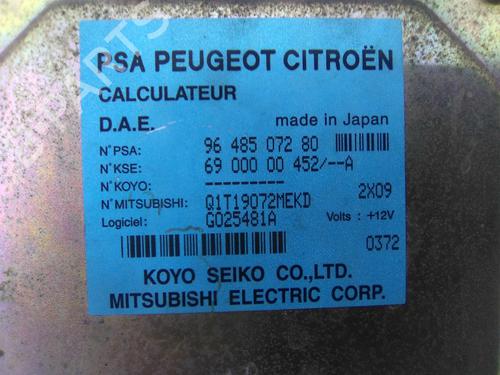 PSA PEUGEOT CITROËN
CALCULATEUR
D.A.E. made in Japan
N°PSA: 96 485 072 80
N°KSE: 69 000 00 452/--A
N°KOYO: ---------
N°MITSUBISHI: Q1T19072MEKD 2X09
Logiciel: G025481A Volts : +12V
0372
KOYO SEIKO CO.,LTD.
MITSUBISHI ELECTRIC CORP.